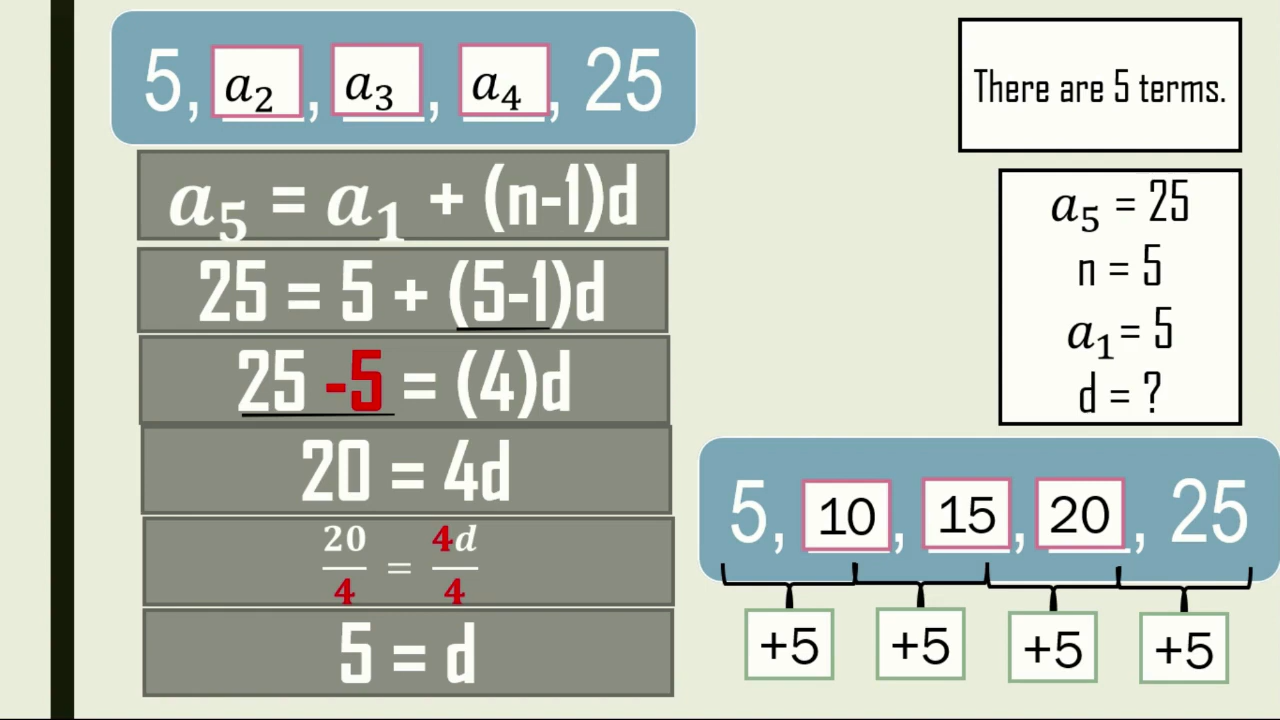 5, a₂, a₃, a₄, 25
a₅ = a₁ + (n-1)d
25 = 5 + (5-1)d
25 -5 = (4)d
20 = 4d
20/4 = 4d/4
5 = d
There are 5 terms.
a₅ = 25
n = 5
a₁ = 5
d = ?
5, 10, 15, 20, 25
+5 +5 +5 +5